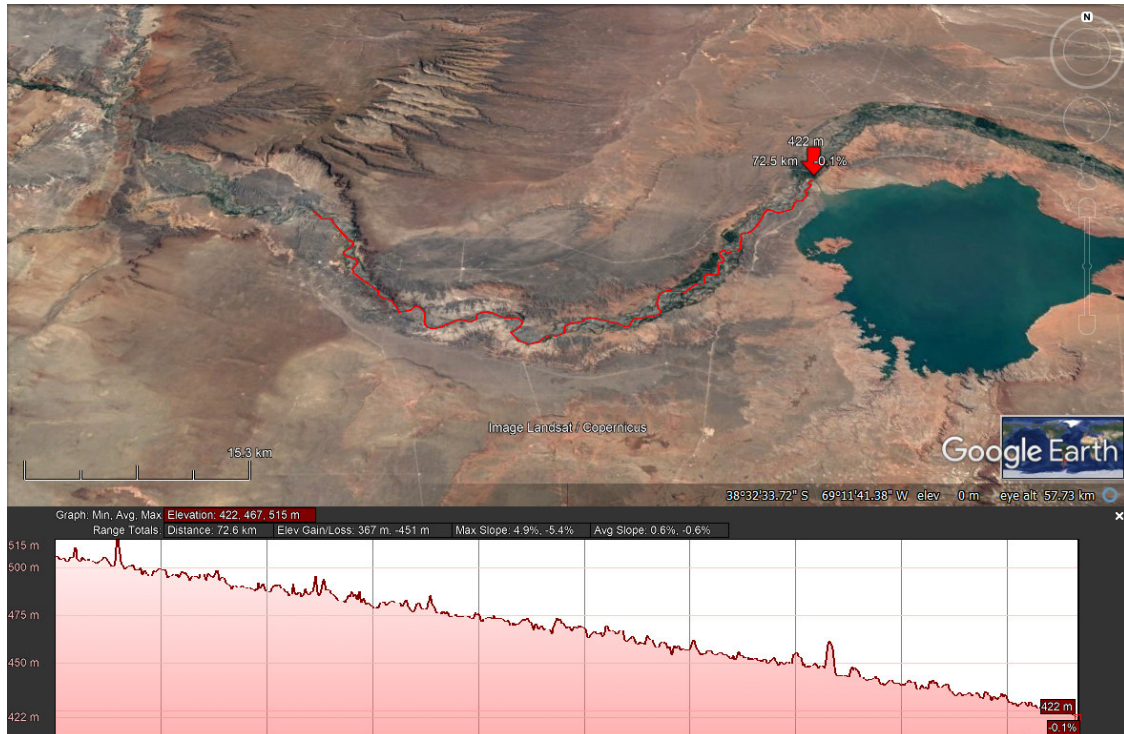 N
422 m
72.5 km -0.1%
Image Landsat / Copernicus
15.3 km
Google Earth
38°32'33.72" S 69°11'41.38" W elev 0 m eye alt 57.73 km
Graph: Min, Avg, Max Elevation: 422, 467, 515 m
Range Totals: Distance: 72.6 km Elev Gain/Loss: 367 m, -451 m Max Slope: 4.9%, -5.4% Avg Slope: 0.6%, -0.6%
515 m
500 m
475 m
450 m
422 m
422 m
-0.1%